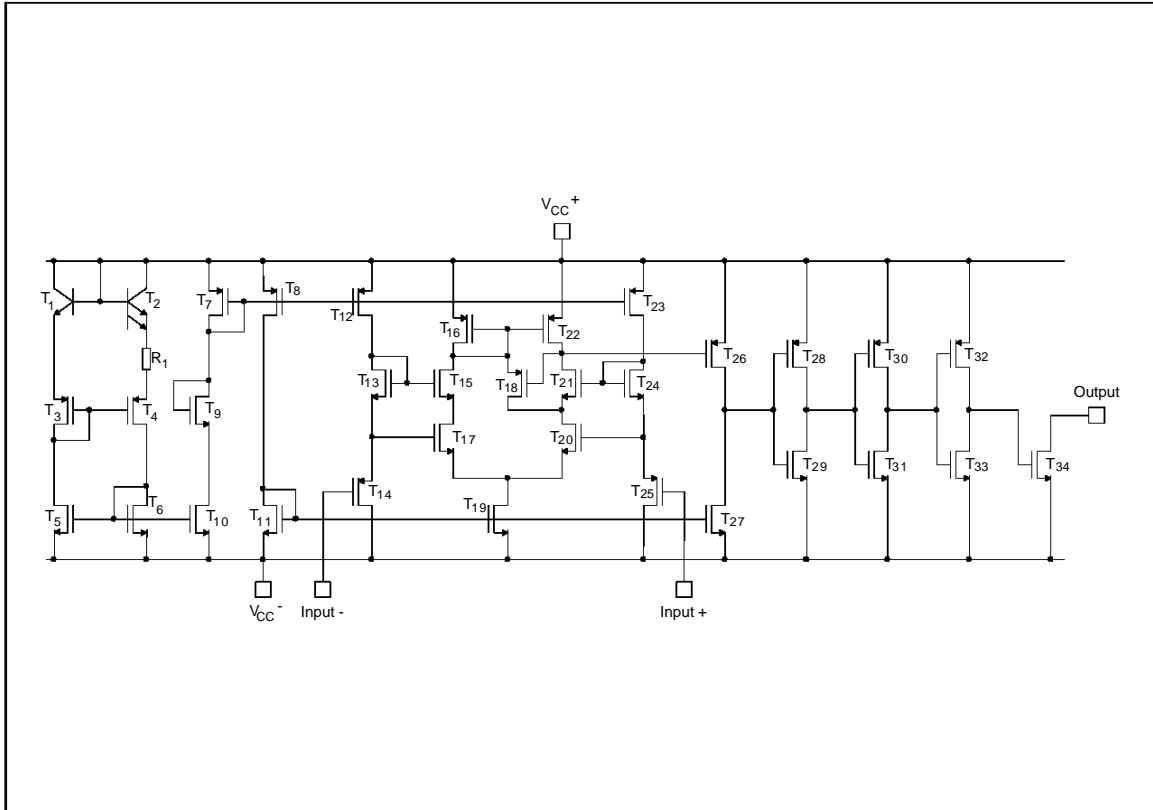 VCC+
T1
T2
T7
T8
T12
T23
T16
T22
T26
T28
T30
T32
R1
T13
T15
T18
T21
T24
Output
T3
T4
T9
T17
T20
T29
T31
T33
T34
T14
T25
T5
T6
T10
T11
T19
T27
VCC-
Input -
Input +